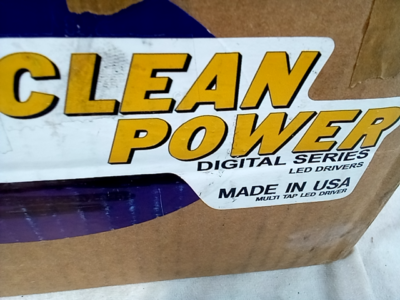 CLEAN
POWER
DIGITAL SERIES
LED DRIVERS
MADE IN USA
MULTI TAP LED DRIVER